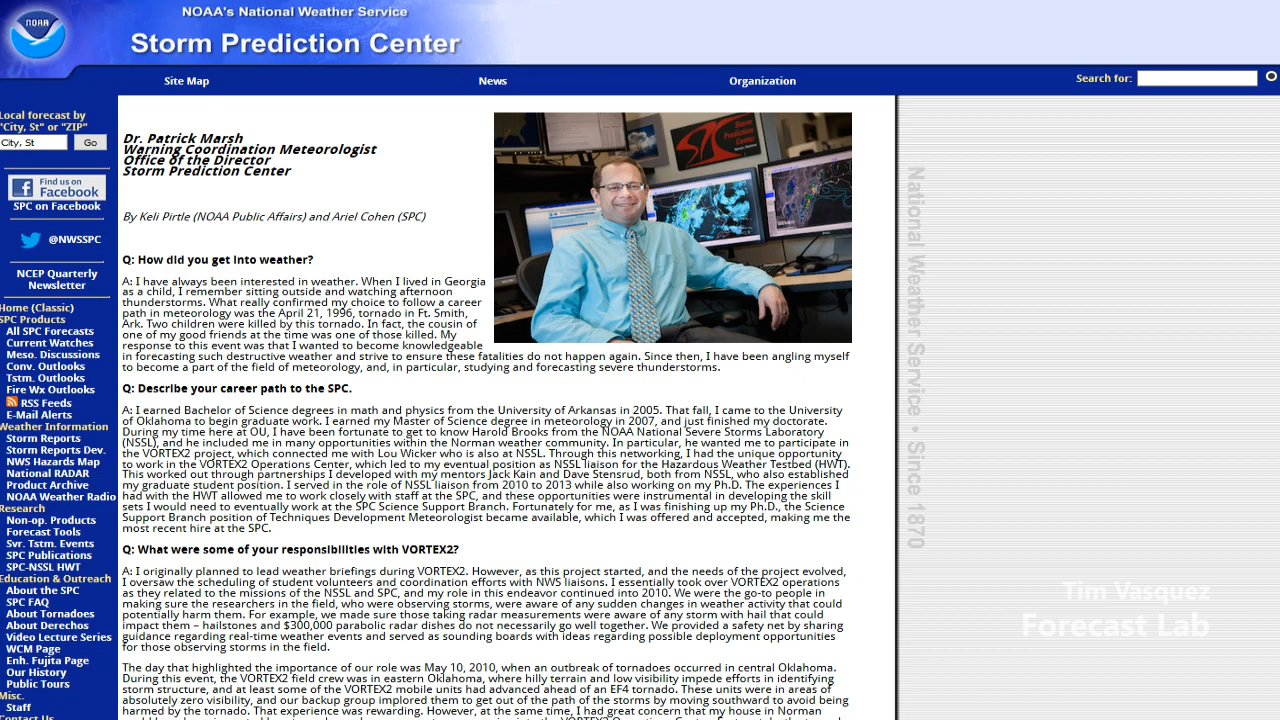 NOAA's National Weather Service
Storm Prediction Center
NOAA
Site Map
News
Organization
Search for:
Local forecast by
"City, St" or "ZIP"
City, St
Go
Find us on
Facebook
SPC on Facebook
@NWSSPC
NCEP Quarterly
Newsletter
Home (Classic)
SPC Products
All SPC Forecasts
Current Watches
Meso. Discussions
Conv. Outlooks
Tstm. Outlooks
Fire Wx Outlooks
RSS Feeds
E-Mail Alerts
Weather Information
Storm Reports
Storm Reports Dev.
NWS Hazards Map
National RADAR
Product Archive
NOAA Weather Radio
Research
Non-op. Products
Forecast Tools
Svr. Tstm. Events
SPC Publications
SPC-NSSL HWT
Education & Outreach
About the SPC
SPC FAQ
About Tornadoes
About Derechos
Video Lecture Series
WCM Page
Enh. Fujita Page
Our History
Public Tours
Misc.
Staff
Contact Us
Dr. Patrick Marsh
Warning Coordination Meteorologist
Office of the Director
Storm Prediction Center
By Keli Pirtle (NOAA Public Affairs) and Ariel Cohen (SPC)
Storm
Prediction
Center
Q: How did you get into weather?
A: I have always been interested in weather. When I lived in Georgia
as a child, I remember sitting outside and watching afternoon
thunderstorms. What really confirmed my choice to follow a career
path in meteorology was the April 21, 1996, tornado in Ft. Smith,
Ark. Two children were killed by this tornado. In fact, the cousin of
one of my good friends at the time was one of those killed. My
response to this event was that I wanted to become knowledgeable
in forecasting such destructive weather and strive to ensure these fatalities do not happen again. Since then, I have been angling myself
to become a part of the field of meteorology, and, in particular, studying and forecasting severe thunderstorms.
Q: Describe your career path to the SPC.
A: I earned Bachelor of Science degrees in math and physics from the University of Arkansas in 2005. That fall, I came to the University
of Oklahoma to begin graduate work. I earned my Master of Science degree in meteorology in 2007, and just finished my doctorate.
During my time here at OU, I have been fortunate to get to know Harold Brooks from the NOAA National Severe Storms Laboratory
(NSSL), and he included me in many opportunities within the Norman weather community. In particular, he wanted me to participate in
the VORTEX2 project, which connected me with Lou Wicker who is also at NSSL. Through this networking, I had the unique opportunity
to work in the VORTEX2 Operations Center, which led to my eventual position as NSSL liaison for the Hazardous Weather Testbed (HWT).
This worked out through partnerships I developed with my mentors Jack Kain and Dave Stensrud, both from NSSL, who also established
my graduate student position. I served in the role of NSSL liaison from 2010 to 2013 while also working on my Ph.D. The experiences I
had with the HWT allowed me to work closely with staff at the SPC, and these opportunities were instrumental in developing the skill
sets I would need to eventually work at the SPC Science Support Branch. Fortunately for me, as I was finishing up my Ph.D., the Science
Support Branch position of Techniques Development Meteorologist became available, which I was offered and accepted, making me the
most recent hire at the SPC.
Q: What were some of your responsibilities with VORTEX2?
A: I originally planned to lead weather briefings during VORTEX2. However, as this project started, and the needs of the project evolved,
I oversaw the scheduling of student volunteers and coordination efforts with NWS liaisons. I essentially took over VORTEX2 operations
as they related to the missions of the NSSL and SPC, and my role in this endeavor continued into 2010. We were the go-to people in
making sure the researchers in the field, who were observing storms, were aware of any sudden changes in weather activity that could
potentially harm them. For example, we made sure those taking radar measurements were aware of any storm with hail that could
impact them – hailstones and $300,000 parabolic radar dishes do not necessarily go well together. We provided a safety net by sharing
guidance regarding real-time weather events and served as sounding boards with ideas regarding possible deployment opportunities
for those observing storms in the field.
The day that highlighted the importance of our role was May 10, 2010, when an outbreak of tornadoes occurred in central Oklahoma.
During this event, the VORTEX2 field crew was in eastern Oklahoma, where hilly terrain and low visibility impede efforts in identifying
storm structure, and at least some of the VORTEX2 mobile units had advanced ahead of an EF4 tornado. These units were in areas of
absolutely zero visibility, and our backup group implored them to get out of the path of the storms by moving southward to avoid being
harmed by the tornado. That experience was rewarding. However, at the same time, I had great concern that my house in Norman
National Weather Service • Since 1870
Tim Vasquez
Forecast Lab